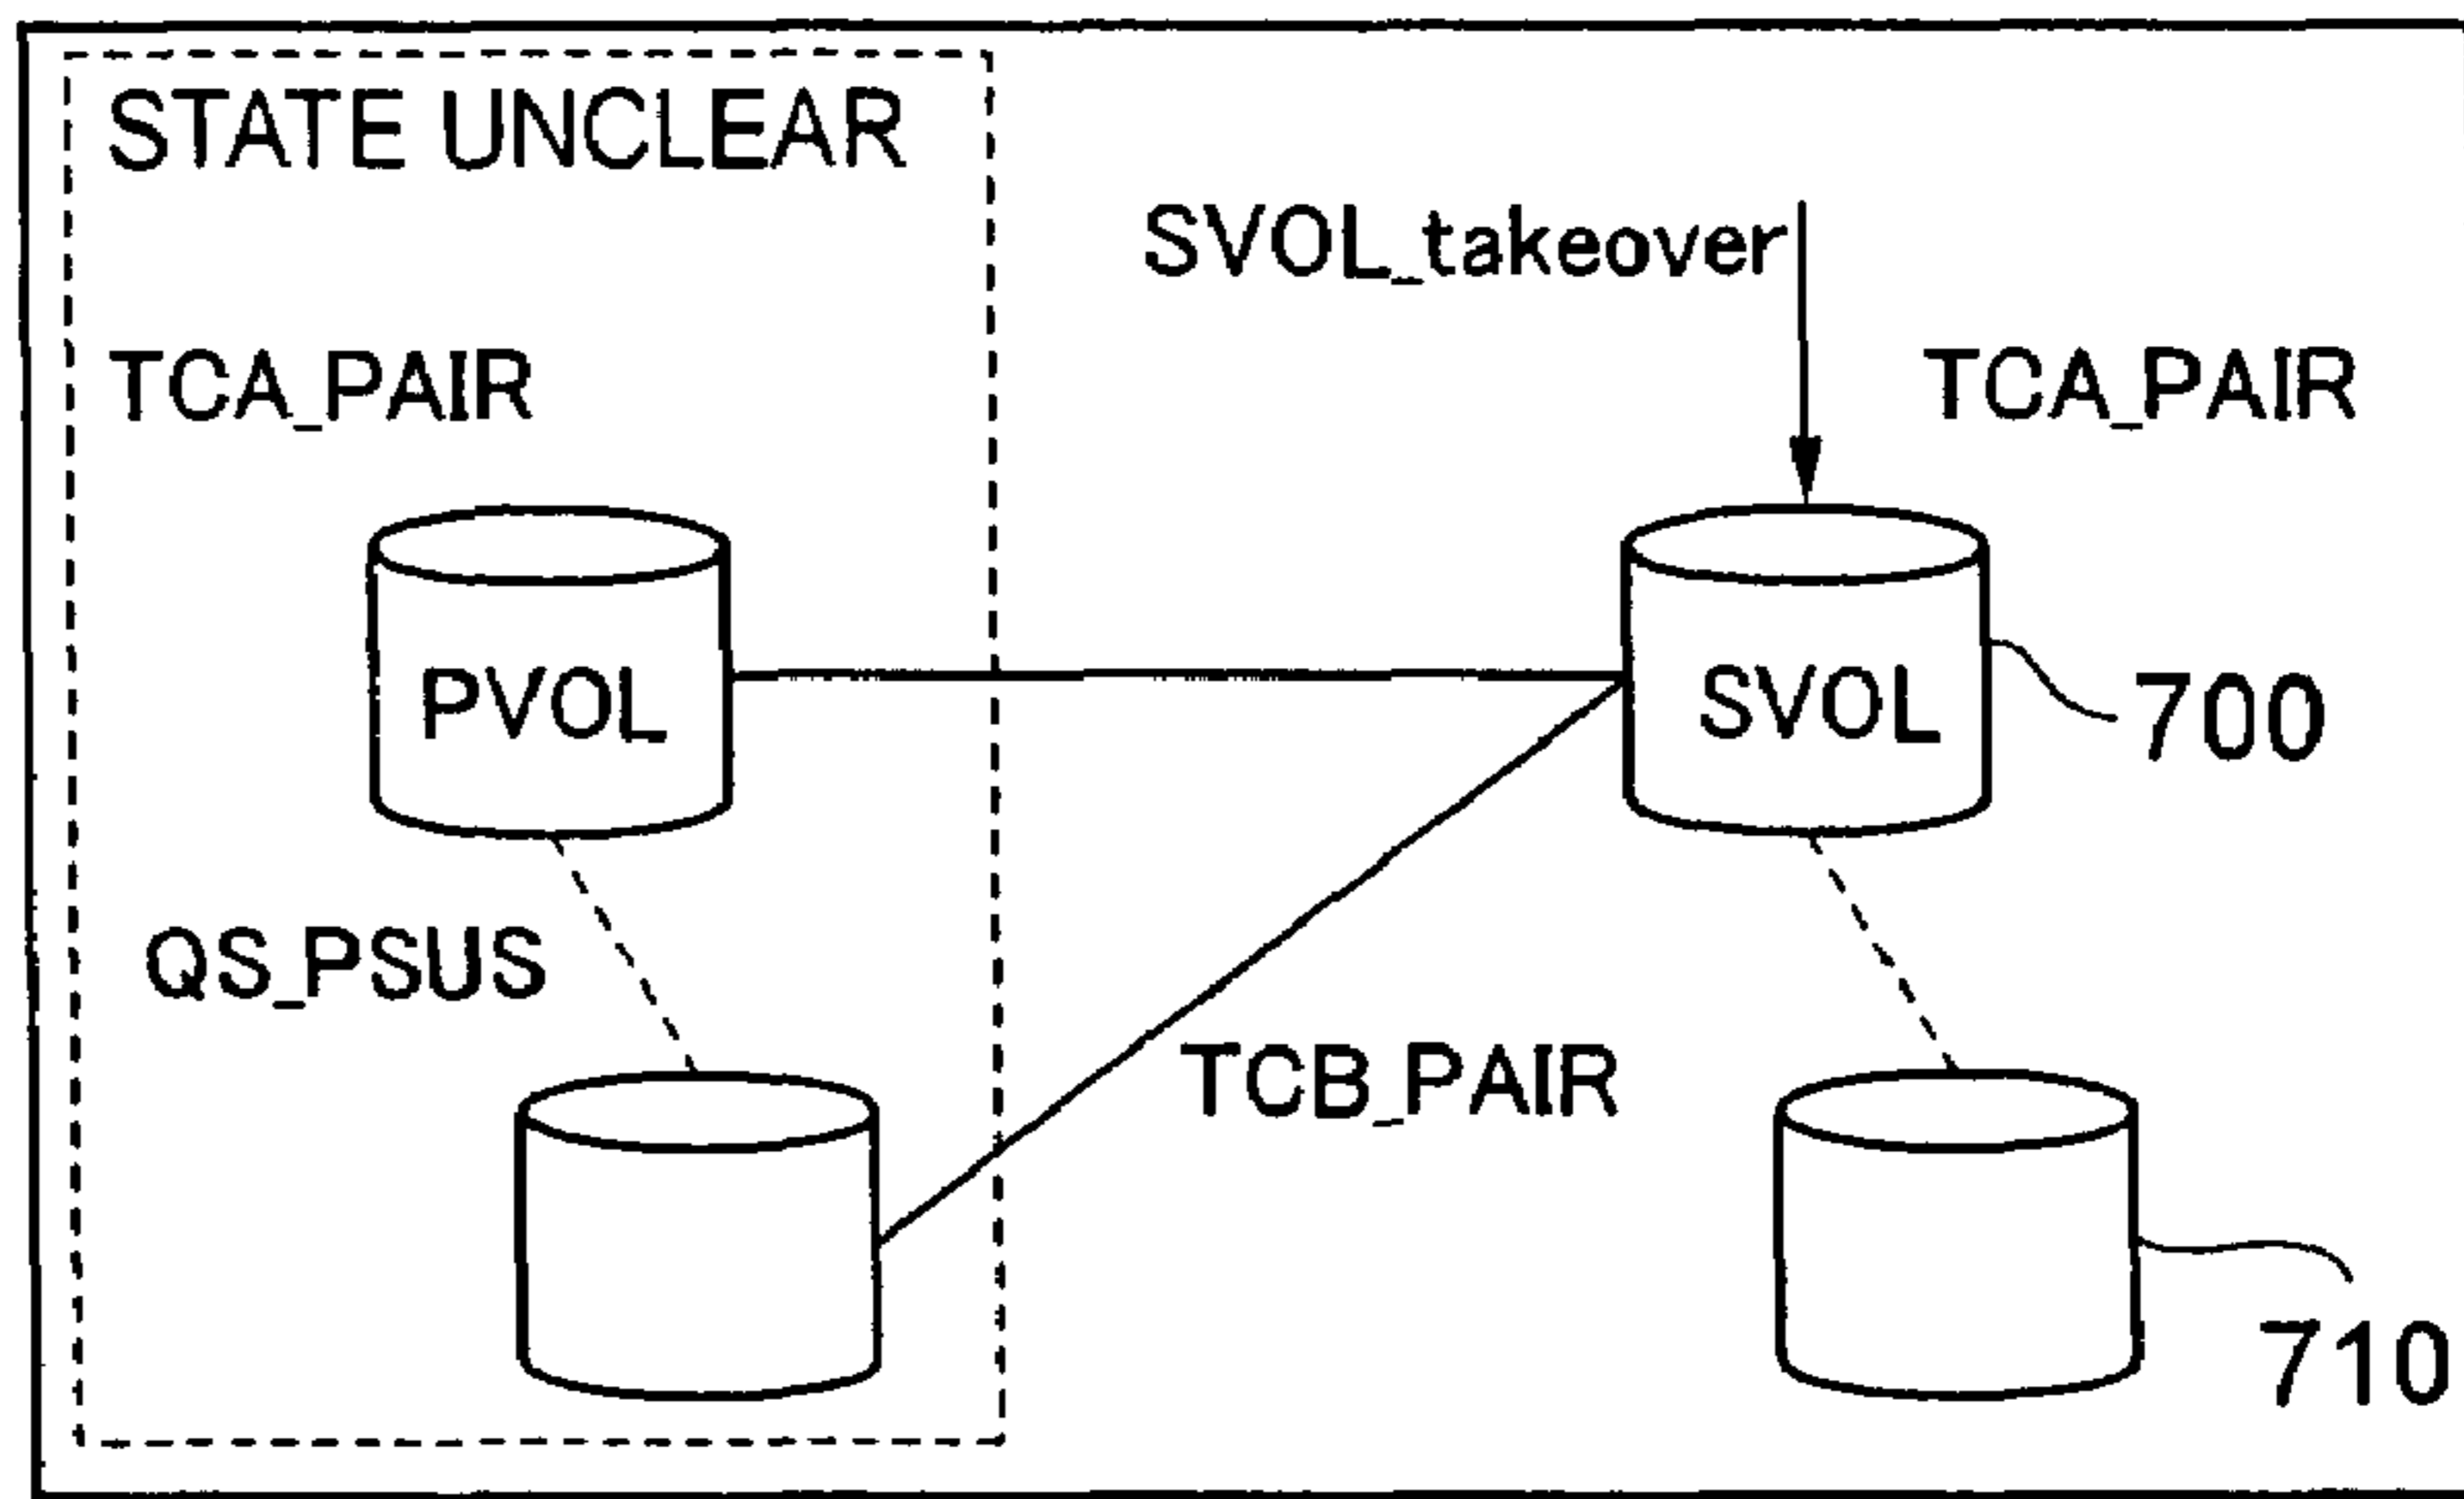 STATE UNCLEAR
SVOL_takeover
TCA_PAIR
TCA_PAIR
PVOL
SVOL
700
QS_PSUS
TCB_PAIR
710